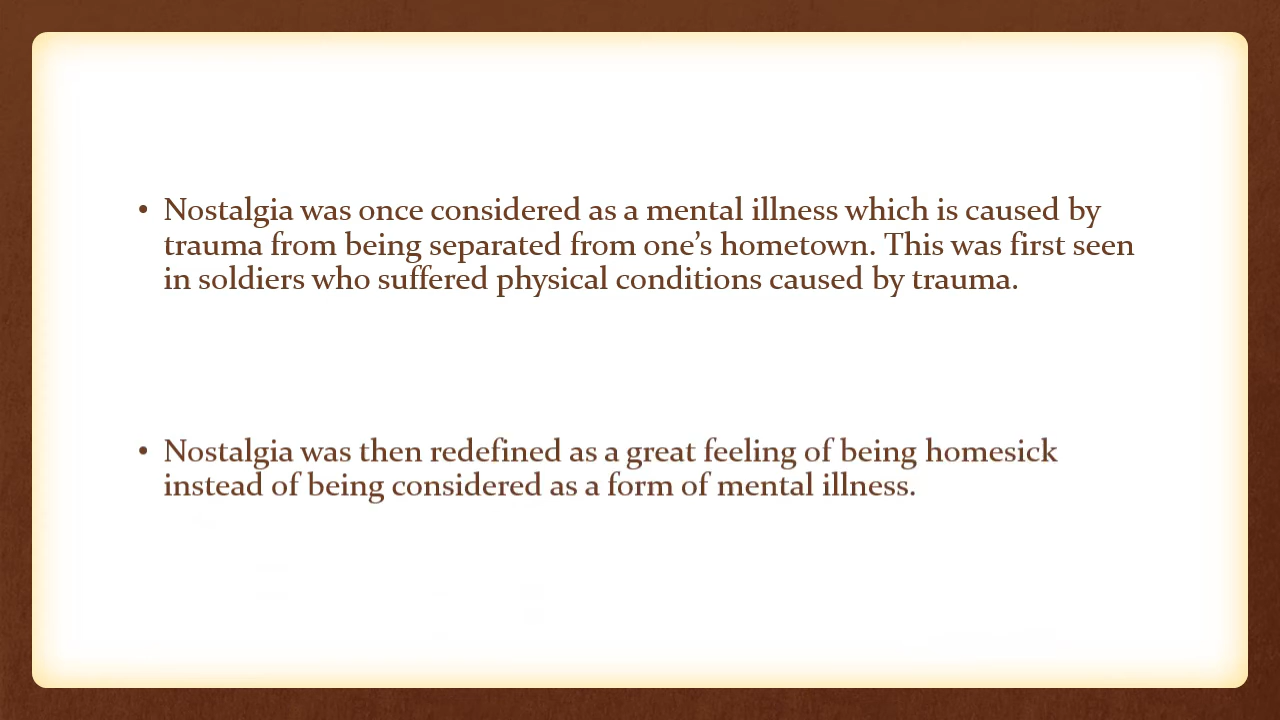 • Nostalgia was once considered as a mental illness which is caused by
trauma from being separated from one’s hometown. This was first seen
in soldiers who suffered physical conditions caused by trauma.
• Nostalgia was then redefined as a great feeling of being homesick
instead of being considered as a form of mental illness.